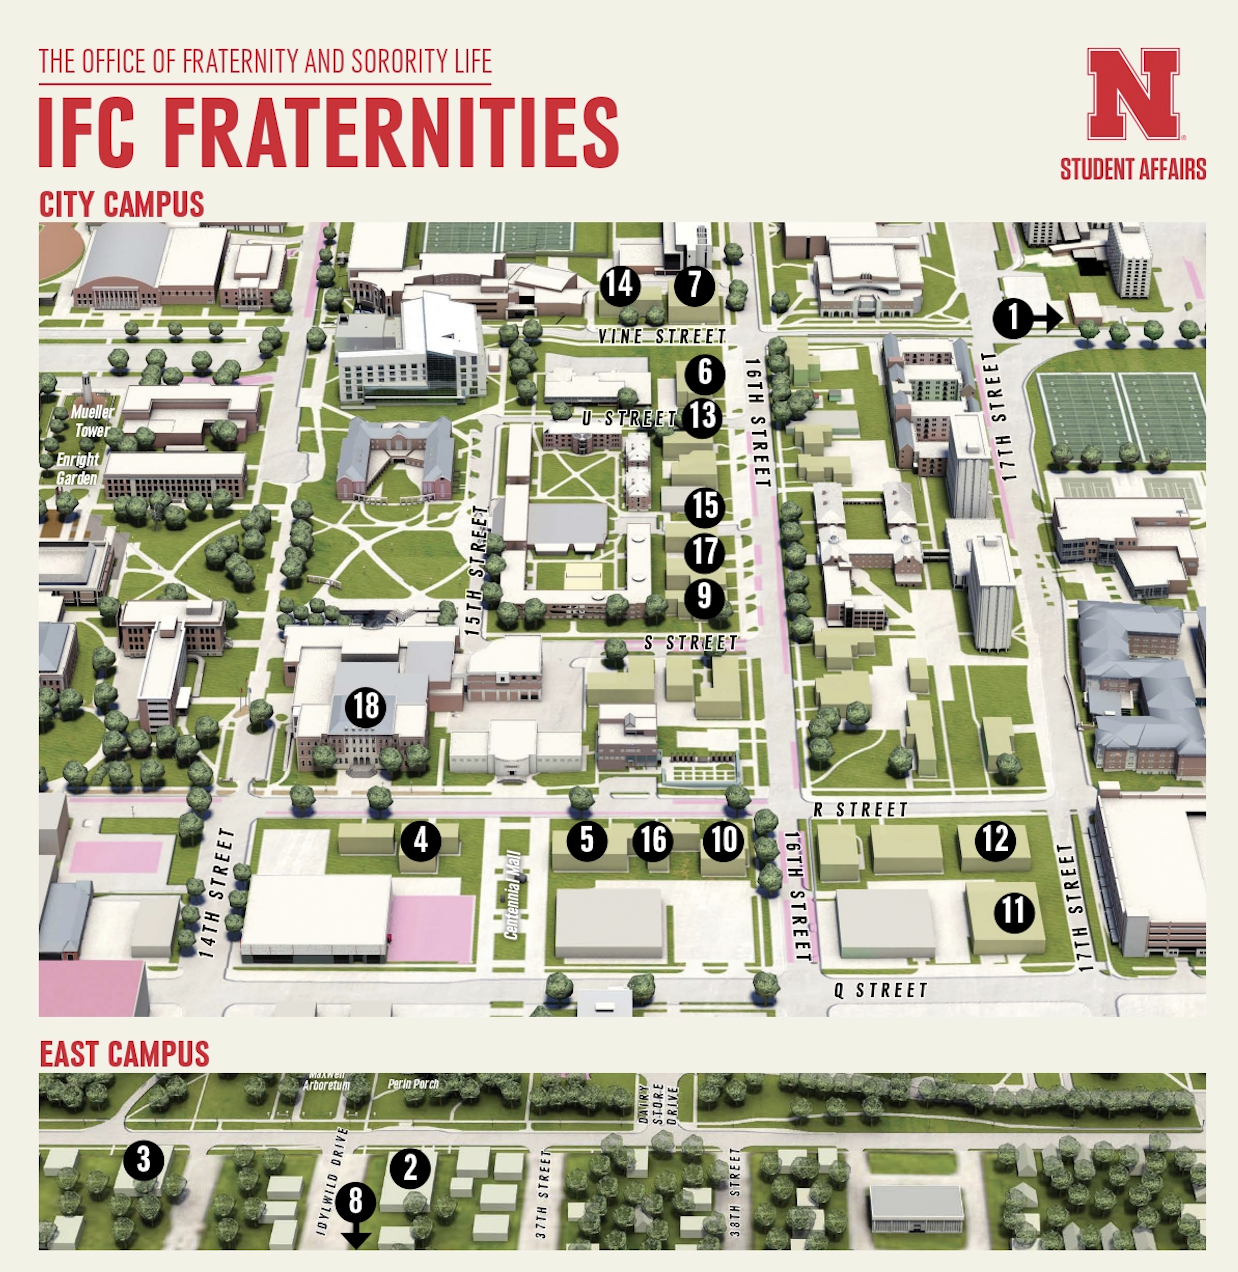 THE OFFICE OF FRATERNITY AND SORORITY LIFE
IFC FRATERNITIES
N
STUDENT AFFAIRS
CITY CAMPUS
14
7
1
VINE STREET
6
16TH STREET
17TH STREET
Mueller
Tower
U STREET
13
Enright
Garden
15
15TH STREET
17
9
S STREET
18
R STREET
4
5
16
10
12
14TH STREET
Centennial Mall
16TH STREET
17TH STREET
11
Q STREET
EAST CAMPUS
Maxwell
Arboretum
Perin Porch
DAIRY
STORE
DRIVE
3
IDYLWILD DRIVE
2
8
37TH STREET
38TH STREET